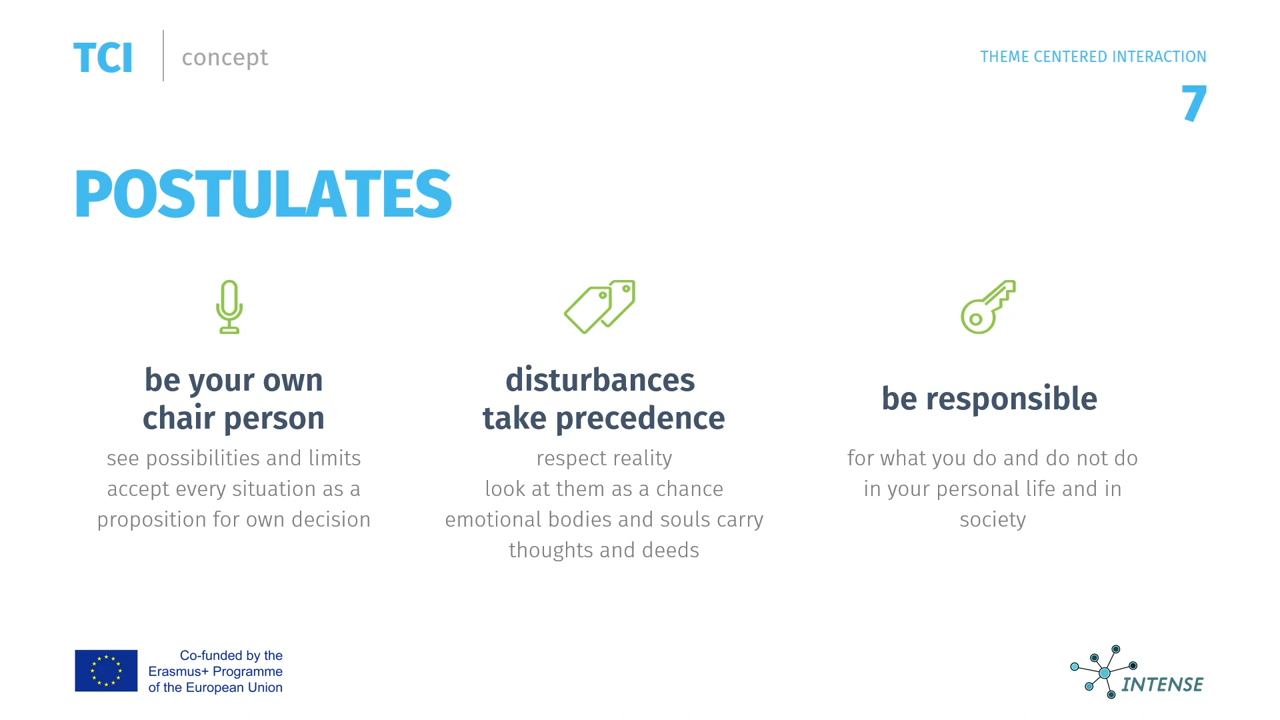 TCI
concept
THEME CENTERED INTERACTION
7
POSTULATES
be your own
chair person
see possibilities and limits
accept every situation as a
proposition for own decision
disturbances
take precedence
respect reality
look at them as a chance
emotional bodies and souls carry
thoughts and deeds
be responsible
for what you do and do not do
in your personal life and in
society
Co-funded by the
Erasmus+ Programme
of the European Union
INTENSE